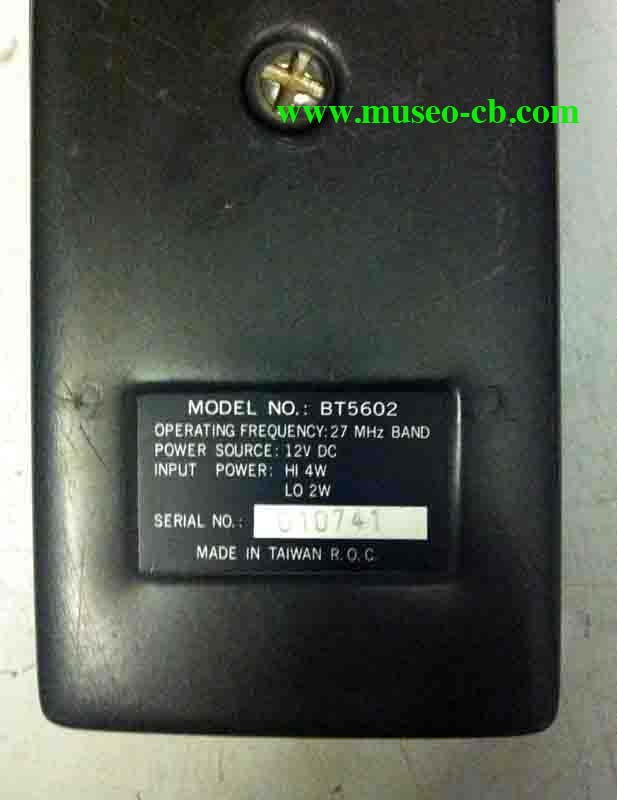 www.museo-cb.com
MODEL NO.: BT5602
OPERATING FREQUENCY: 27 MHz BAND
POWER SOURCE: 12V DC
INPUT POWER: HI 4W
LO 2W
SERIAL NO.: 010741
MADE IN TAIWAN R.O.C.